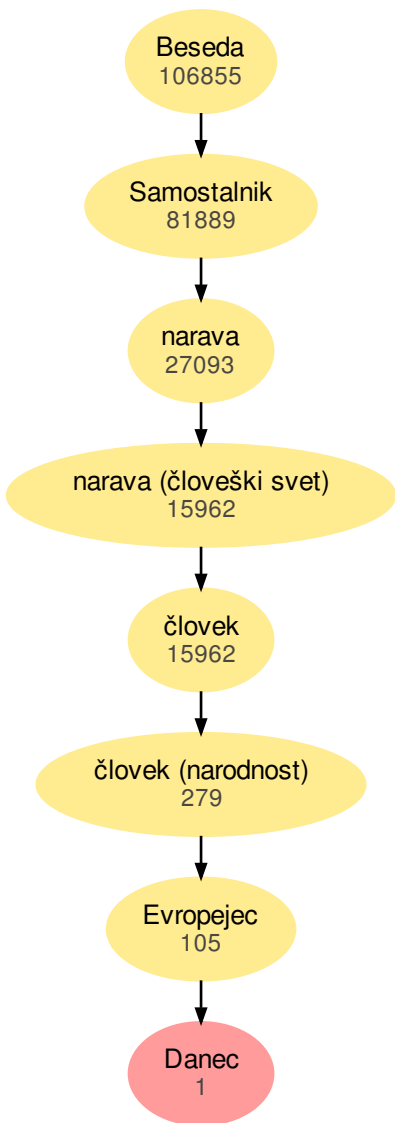 Beseda
106855
Samostalnik
81889
narava
27093
narava (človeški svet)
15962
človek
15962
človek (narodnost)
279
Evropejec
105
Danec
1